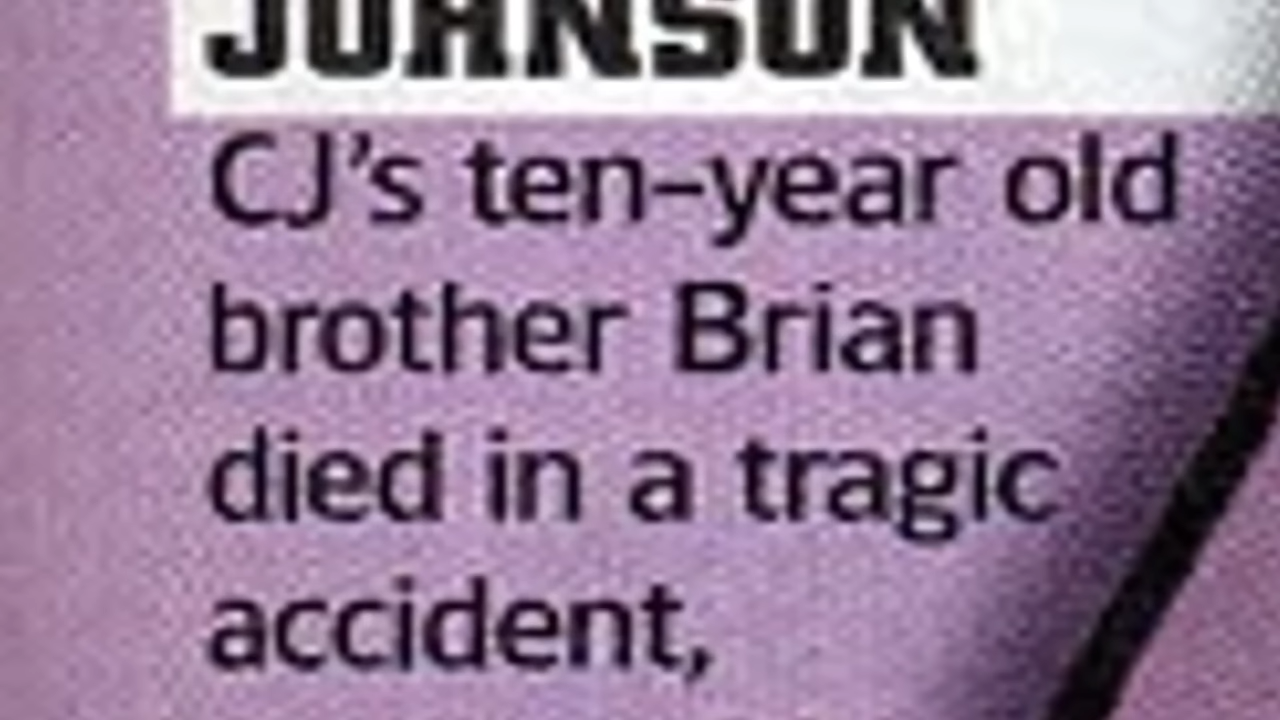 JOHNSON
CJ’s ten-year old
brother Brian
died in a tragic
accident,